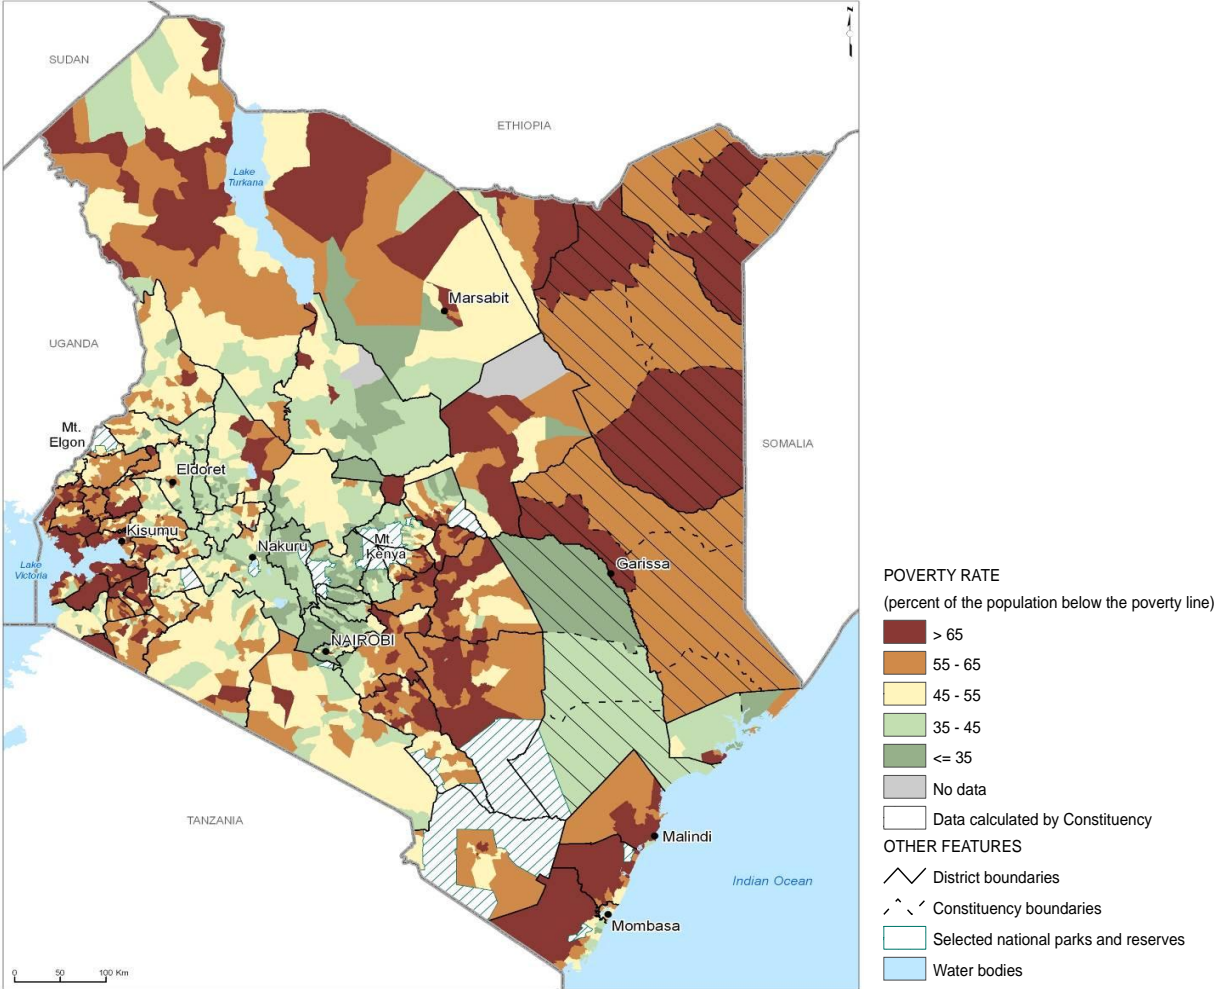 N
SUDAN
ETHIOPIA
Lake
Turkana
Marsabit
UGANDA
Mt.
Elgon
SOMALIA
Eldoret
Kisumu
Nakuru
Mt.
Kenya
Lake
Victoria
Garissa
NAIROBI
TANZANIA
Malindi
Indian Ocean
Mombasa
0 50 100 Km
POVERTY RATE
(percent of the population below the poverty line)
> 65
55 - 65
45 - 55
35 - 45
<= 35
No data
Data calculated by Constituency
OTHER FEATURES
District boundaries
Constituency boundaries
Selected national parks and reserves
Water bodies